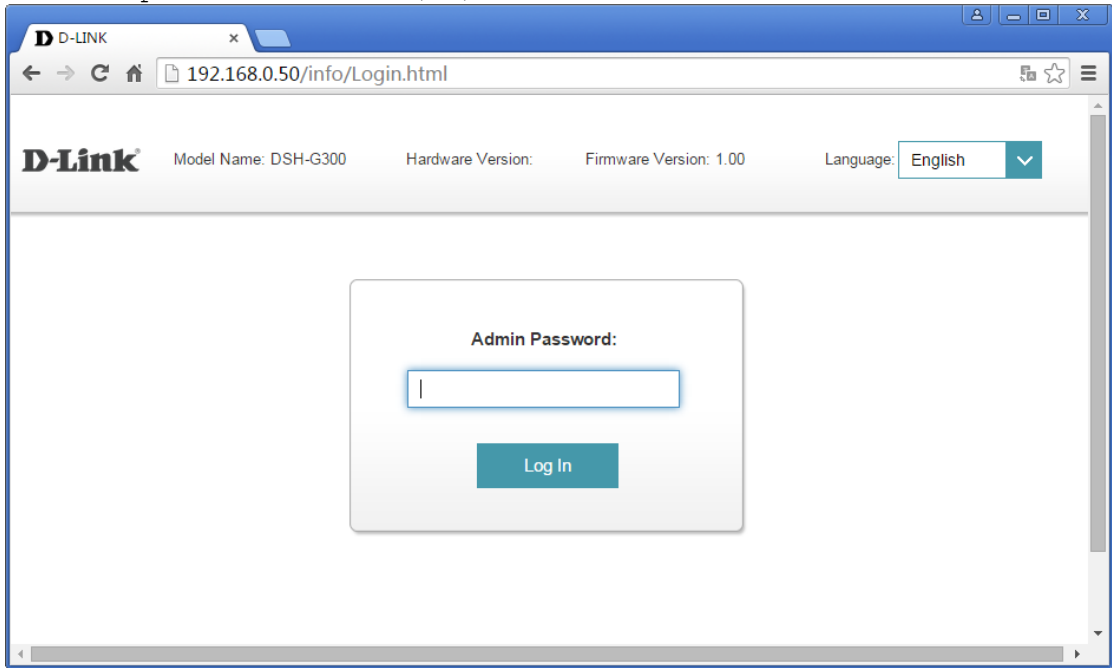 D D-LINK ×
192.168.0.50/info/Login.html
D-Link® Model Name: DSH-G300 Hardware Version: Firmware Version: 1.00 Language: English
Admin Password:
Log In